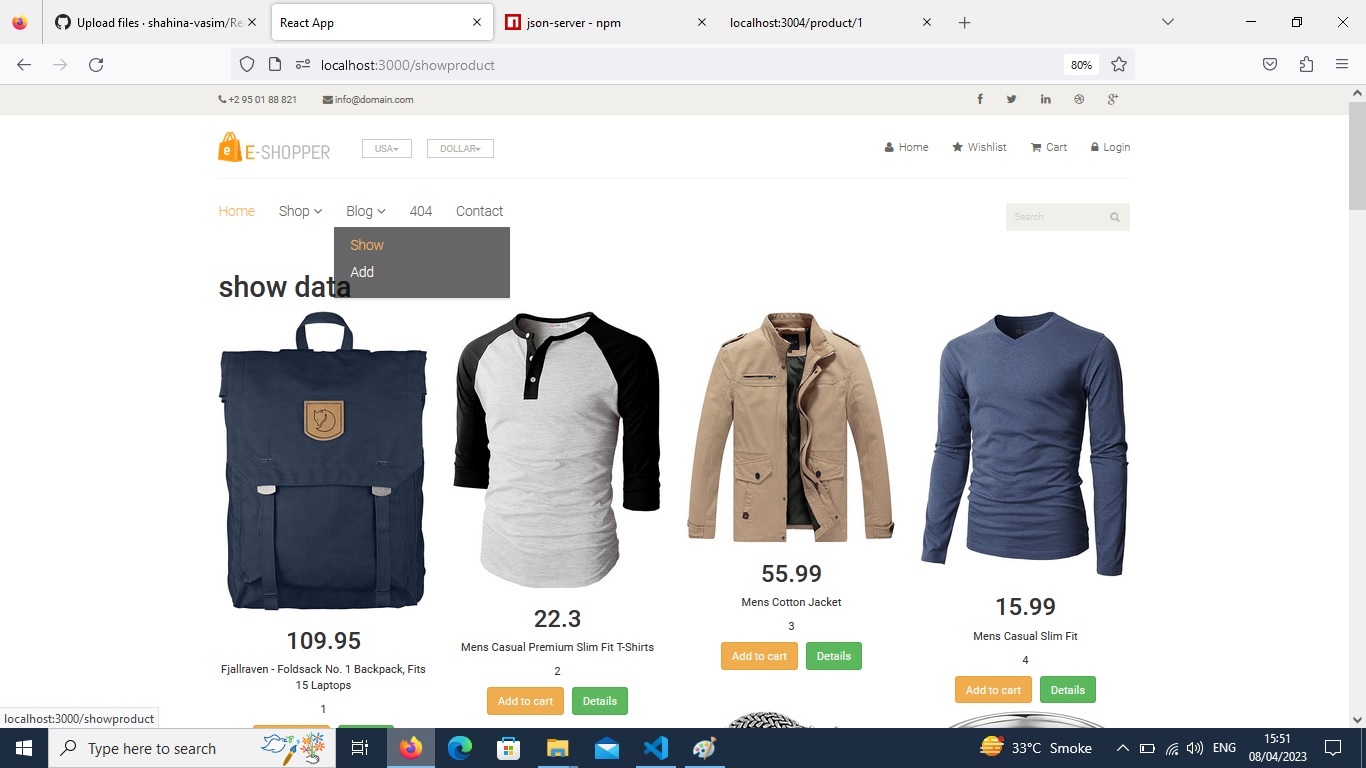 Upload files · shahina-vasim/Re
React App
json-server - npm
localhost:3004/product/1
localhost:3000/showproduct
80%
+2 95 01 88 821
info@domain.com
E-SHOPPER
USA
DOLLAR
Home
Wishlist
Cart
Login
Home
Shop
Blog
404
Contact
Search
Show
Add
show data
109.95
Fjallraven - Foldsack No. 1 Backpack, Fits
15 Laptops
1
22.3
Mens Casual Premium Slim Fit T-Shirts
2
Add to cart
Details
55.99
Mens Cotton Jacket
3
Add to cart
Details
15.99
Mens Casual Slim Fit
4
Add to cart
Details
localhost:3000/showproduct
Type here to search
33°C Smoke
ENG
15:51
08/04/2023